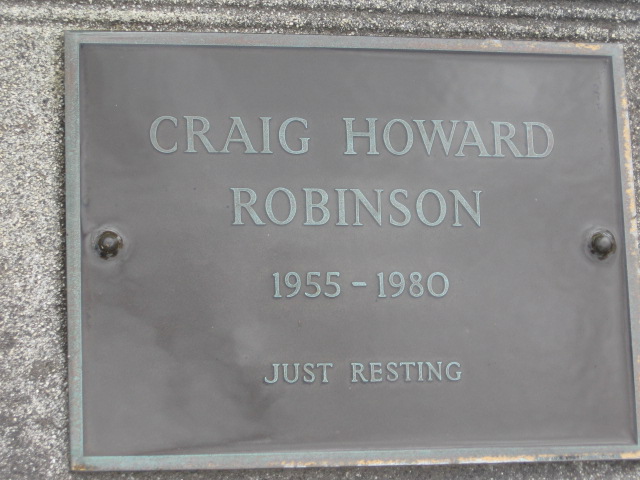 CRAIG HOWARD
ROBINSON
1955 - 1980
JUST RESTING